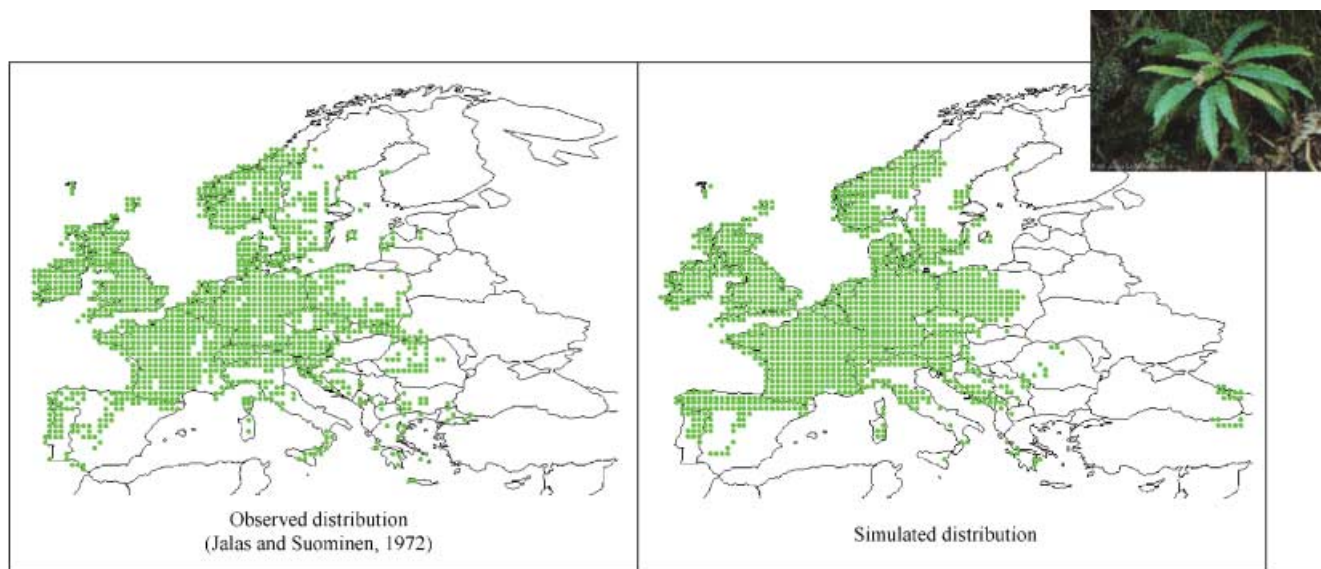 Observed distribution
(Jalas and Suominen, 1972)
Simulated distribution